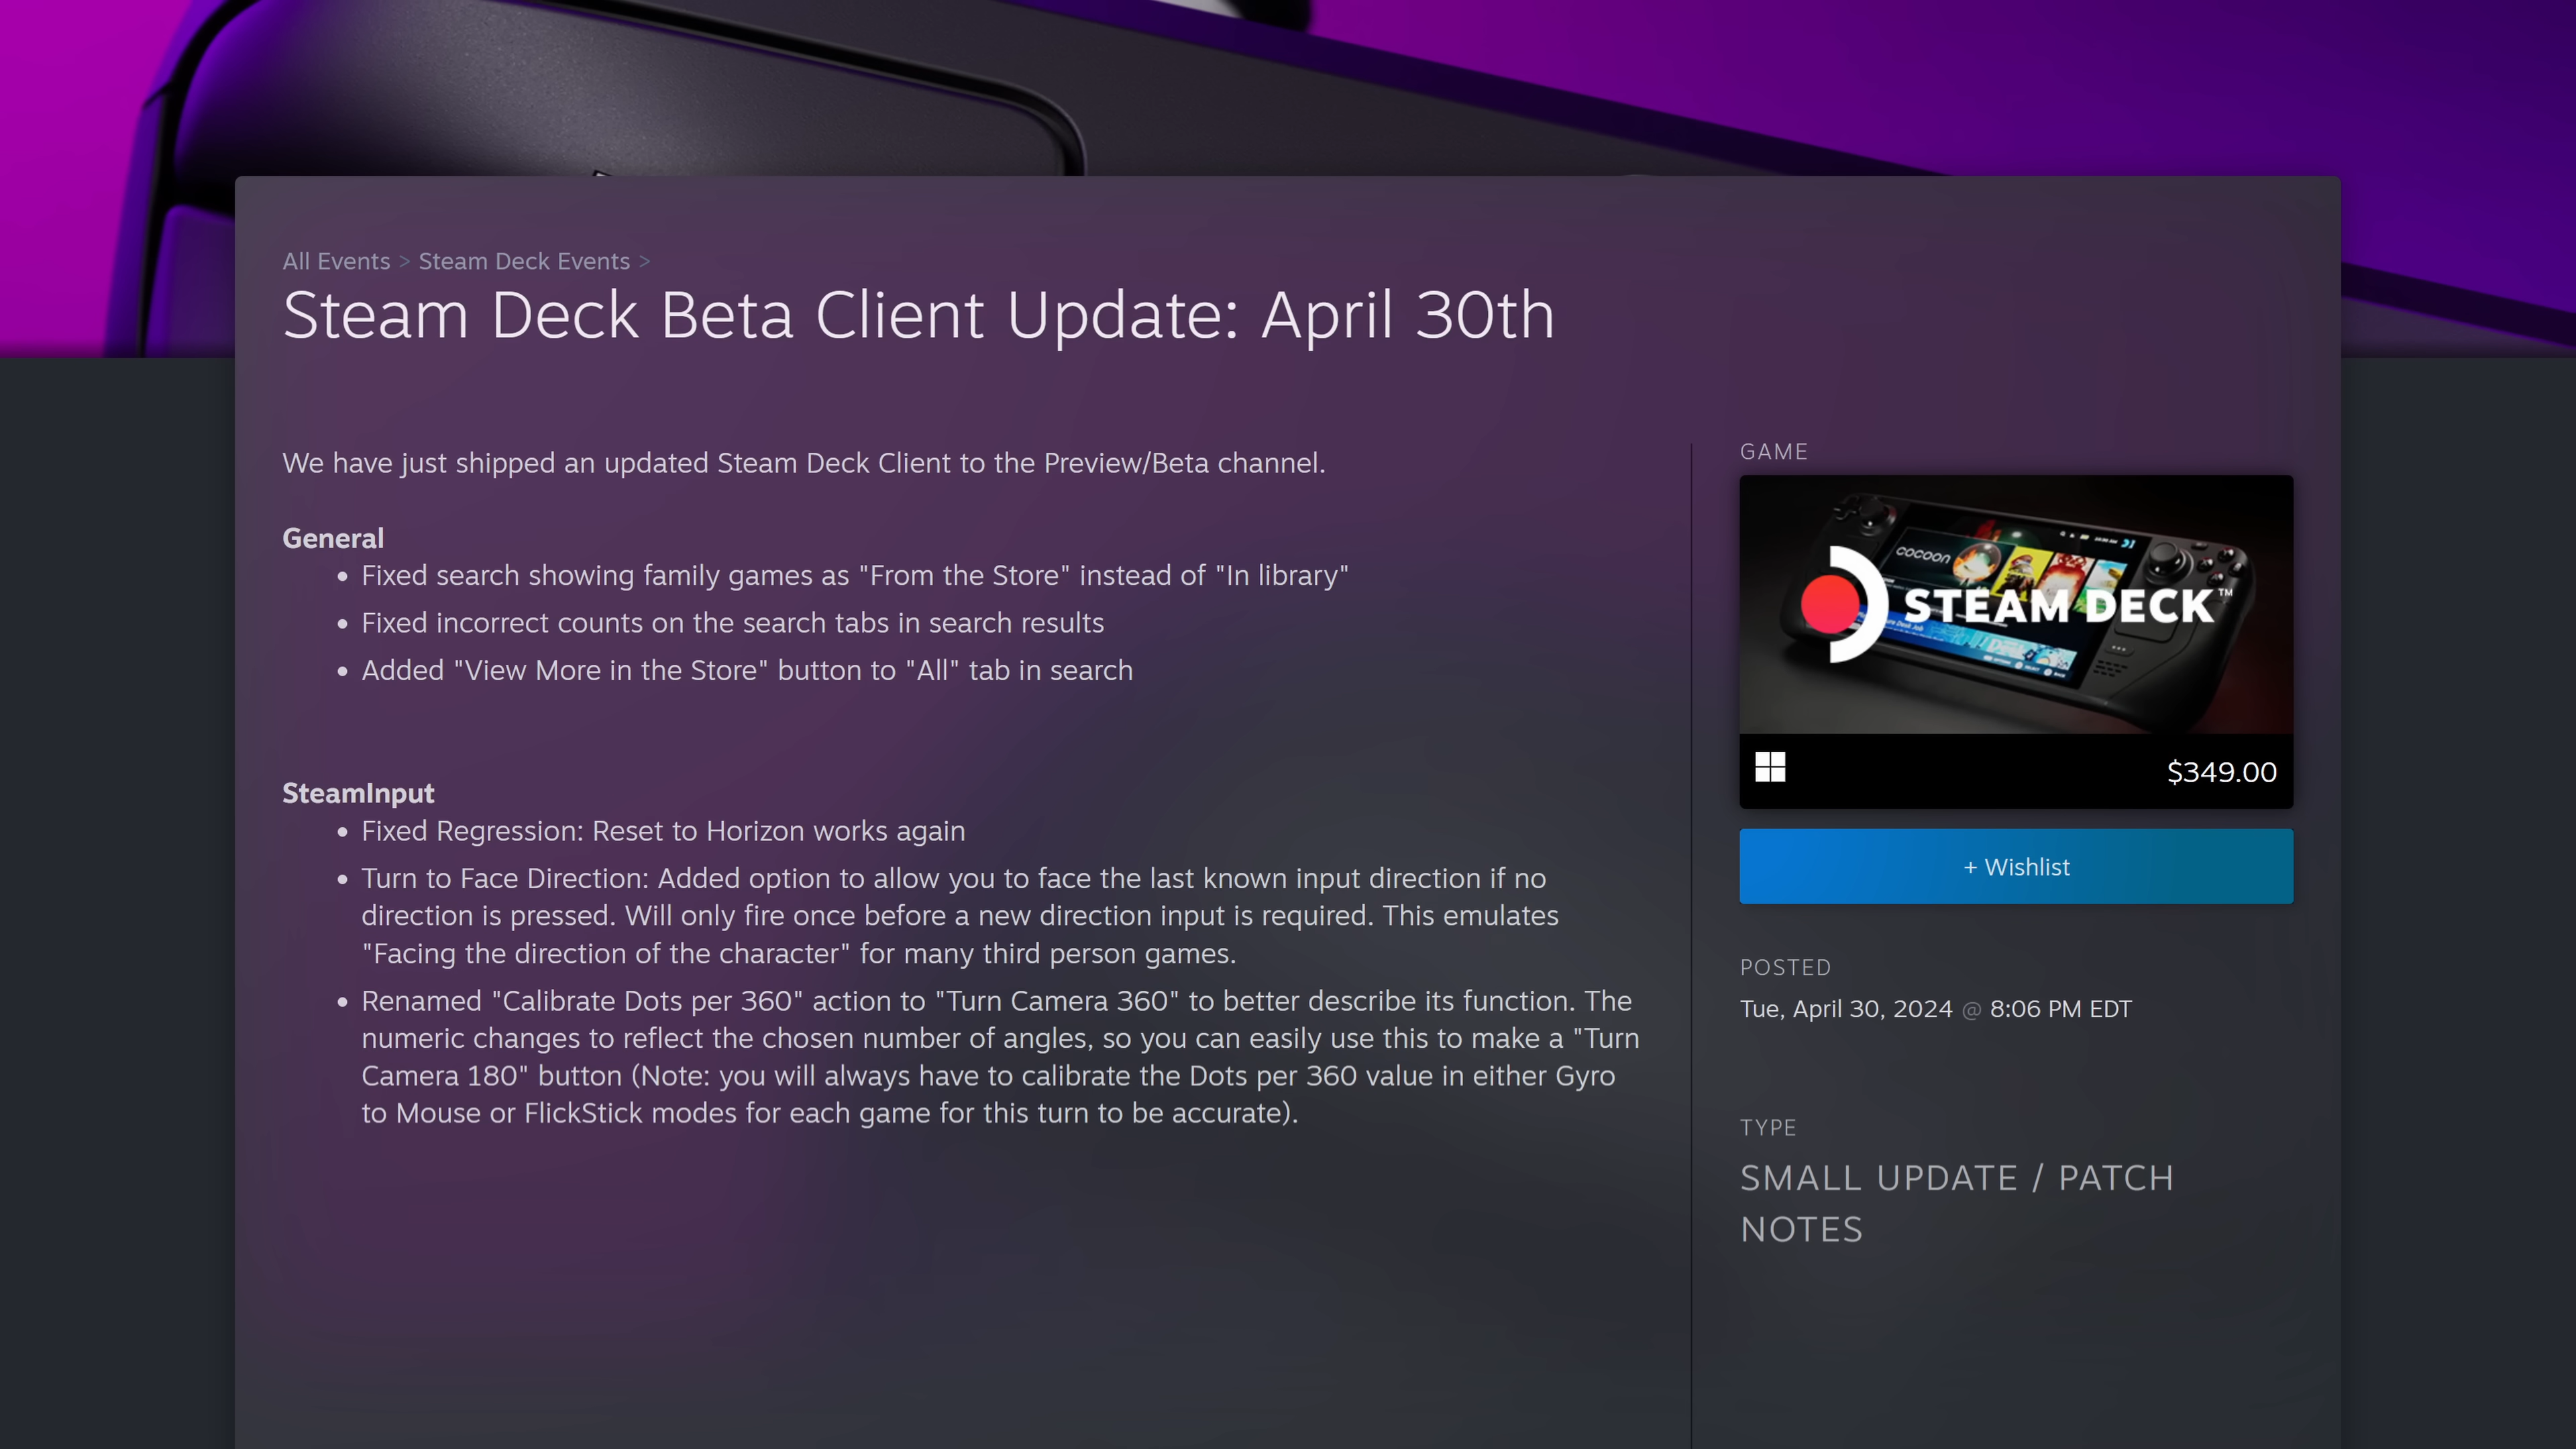 All Events > Steam Deck Events >
Steam Deck Beta Client Update: April 30th
We have just shipped an updated Steam Deck Client to the Preview/Beta channel.
General
• Fixed search showing family games as "From the Store" instead of "In library"
• Fixed incorrect counts on the search tabs in search results
• Added "View More in the Store" button to "All" tab in search
SteamInput
• Fixed Regression: Reset to Horizon works again
• Turn to Face Direction: Added option to allow you to face the last known input direction if no
direction is pressed. Will only fire once before a new direction input is required. This emulates
"Facing the direction of the character" for many third person games.
• Renamed "Calibrate Dots per 360" action to "Turn Camera 360" to better describe its function. The
numeric changes to reflect the chosen number of angles, so you can easily use this to make a "Turn
Camera 180" button (Note: you will always have to calibrate the Dots per 360 value in either Gyro
to Mouse or FlickStick modes for each game for this turn to be accurate).
GAME
COCOON
STEAM DECK™
$349.00
+ Wishlist
POSTED
Tue, April 30, 2024 @ 8:06 PM EDT
TYPE
SMALL UPDATE / PATCH
NOTES